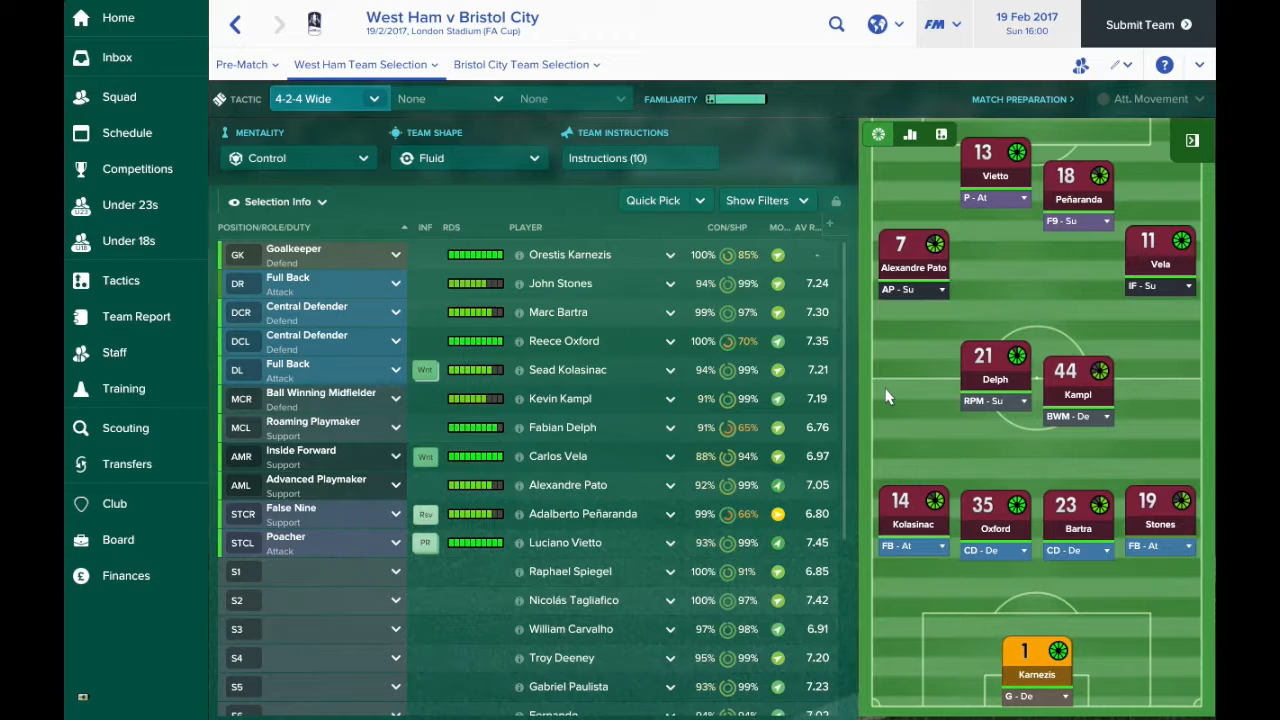 Home
Inbox
Squad
Schedule
Competitions
U23
Under 23s
U18
Under 18s
Tactics
Team Report
Staff
Training
Scouting
Transfers
Club
Board
Finances
West Ham v Bristol City
19/2/2017, London Stadium (FA Cup)
FM
19 Feb 2017
Sun 16:00
Submit Team
Pre-Match
West Ham Team Selection
Bristol City Team Selection
TACTIC
4-2-4 Wide
None
None
FAMILIARITY
MATCH PREPARATION >
Att. Movement
MENTALITY
Control
TEAM SHAPE
Fluid
TEAM INSTRUCTIONS
Instructions (10)
Selection Info
Quick Pick
Show Filters
POSITION/ROLE/DUTY INF RDS PLAYER CON/SHP MO... AV R...
GK Goalkeeper Defend Orestis Karnezis 100% 85% -
DR Full Back Attack John Stones 94% 99% 7.24
DCR Central Defender Defend Marc Bartra 99% 97% 7.30
DCL Central Defender Defend Reece Oxford 100% 70% 7.35
DL Full Back Attack Wnt Sead Kolasinac 94% 99% 7.21
MCR Ball Winning Midfielder Defend Kevin Kampl 91% 99% 7.19
MCL Roaming Playmaker Support Fabian Delph 91% 65% 6.76
AMR Inside Forward Support Wnt Carlos Vela 88% 94% 6.97
AML Advanced Playmaker Support Alexandre Pato 92% 99% 7.05
STCR False Nine Support Rsv Adalberto Peñaranda 99% 66% 6.80
STCL Poacher Attack PR Luciano Vietto 93% 99% 7.45
S1 Raphael Spiegel 100% 91% 6.85
S2 Nicolás Tagliafico 100% 97% 7.42
S3 William Carvalho 97% 98% 6.91
S4 Troy Deeney 95% 99% 7.20
S5 Gabriel Paulista 93% 99% 7.23
13
Vietto
P - At
18
Peñaranda
F9 - Su
7
Alexandre Pato
AP - Su
11
Vela
IF - Su
21
Delph
RPM - Su
44
Kampl
BWM - De
14
Kolasinac
FB - At
35
Oxford
CD - De
23
Bartra
CD - De
19
Stones
FB - At
1
Karnezis
G - De